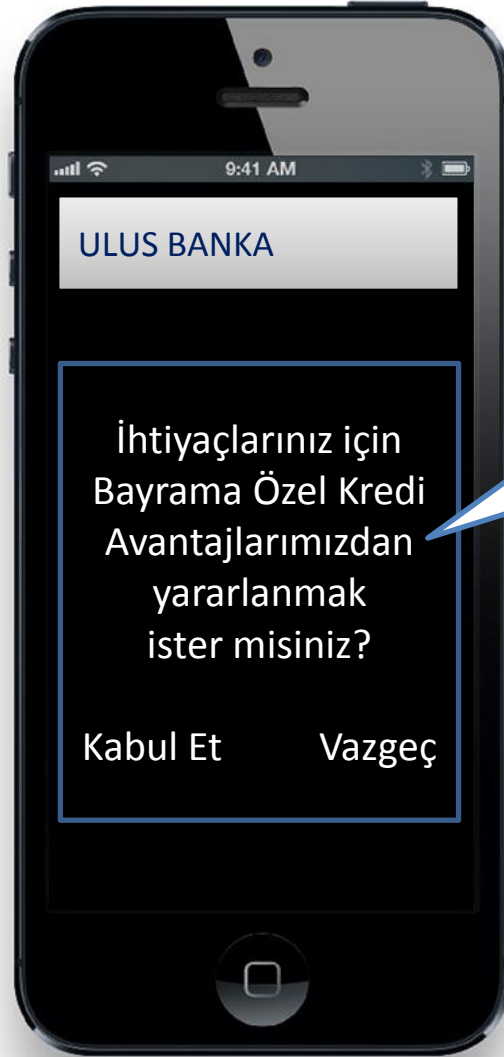 9:41 AM
ULUS BANKA
İhtiyaçlarınız için
Bayrama Özel Kredi
Avantajlarımızdan
yararlanmak
ister misiniz?
Kabul Et Vazgeç